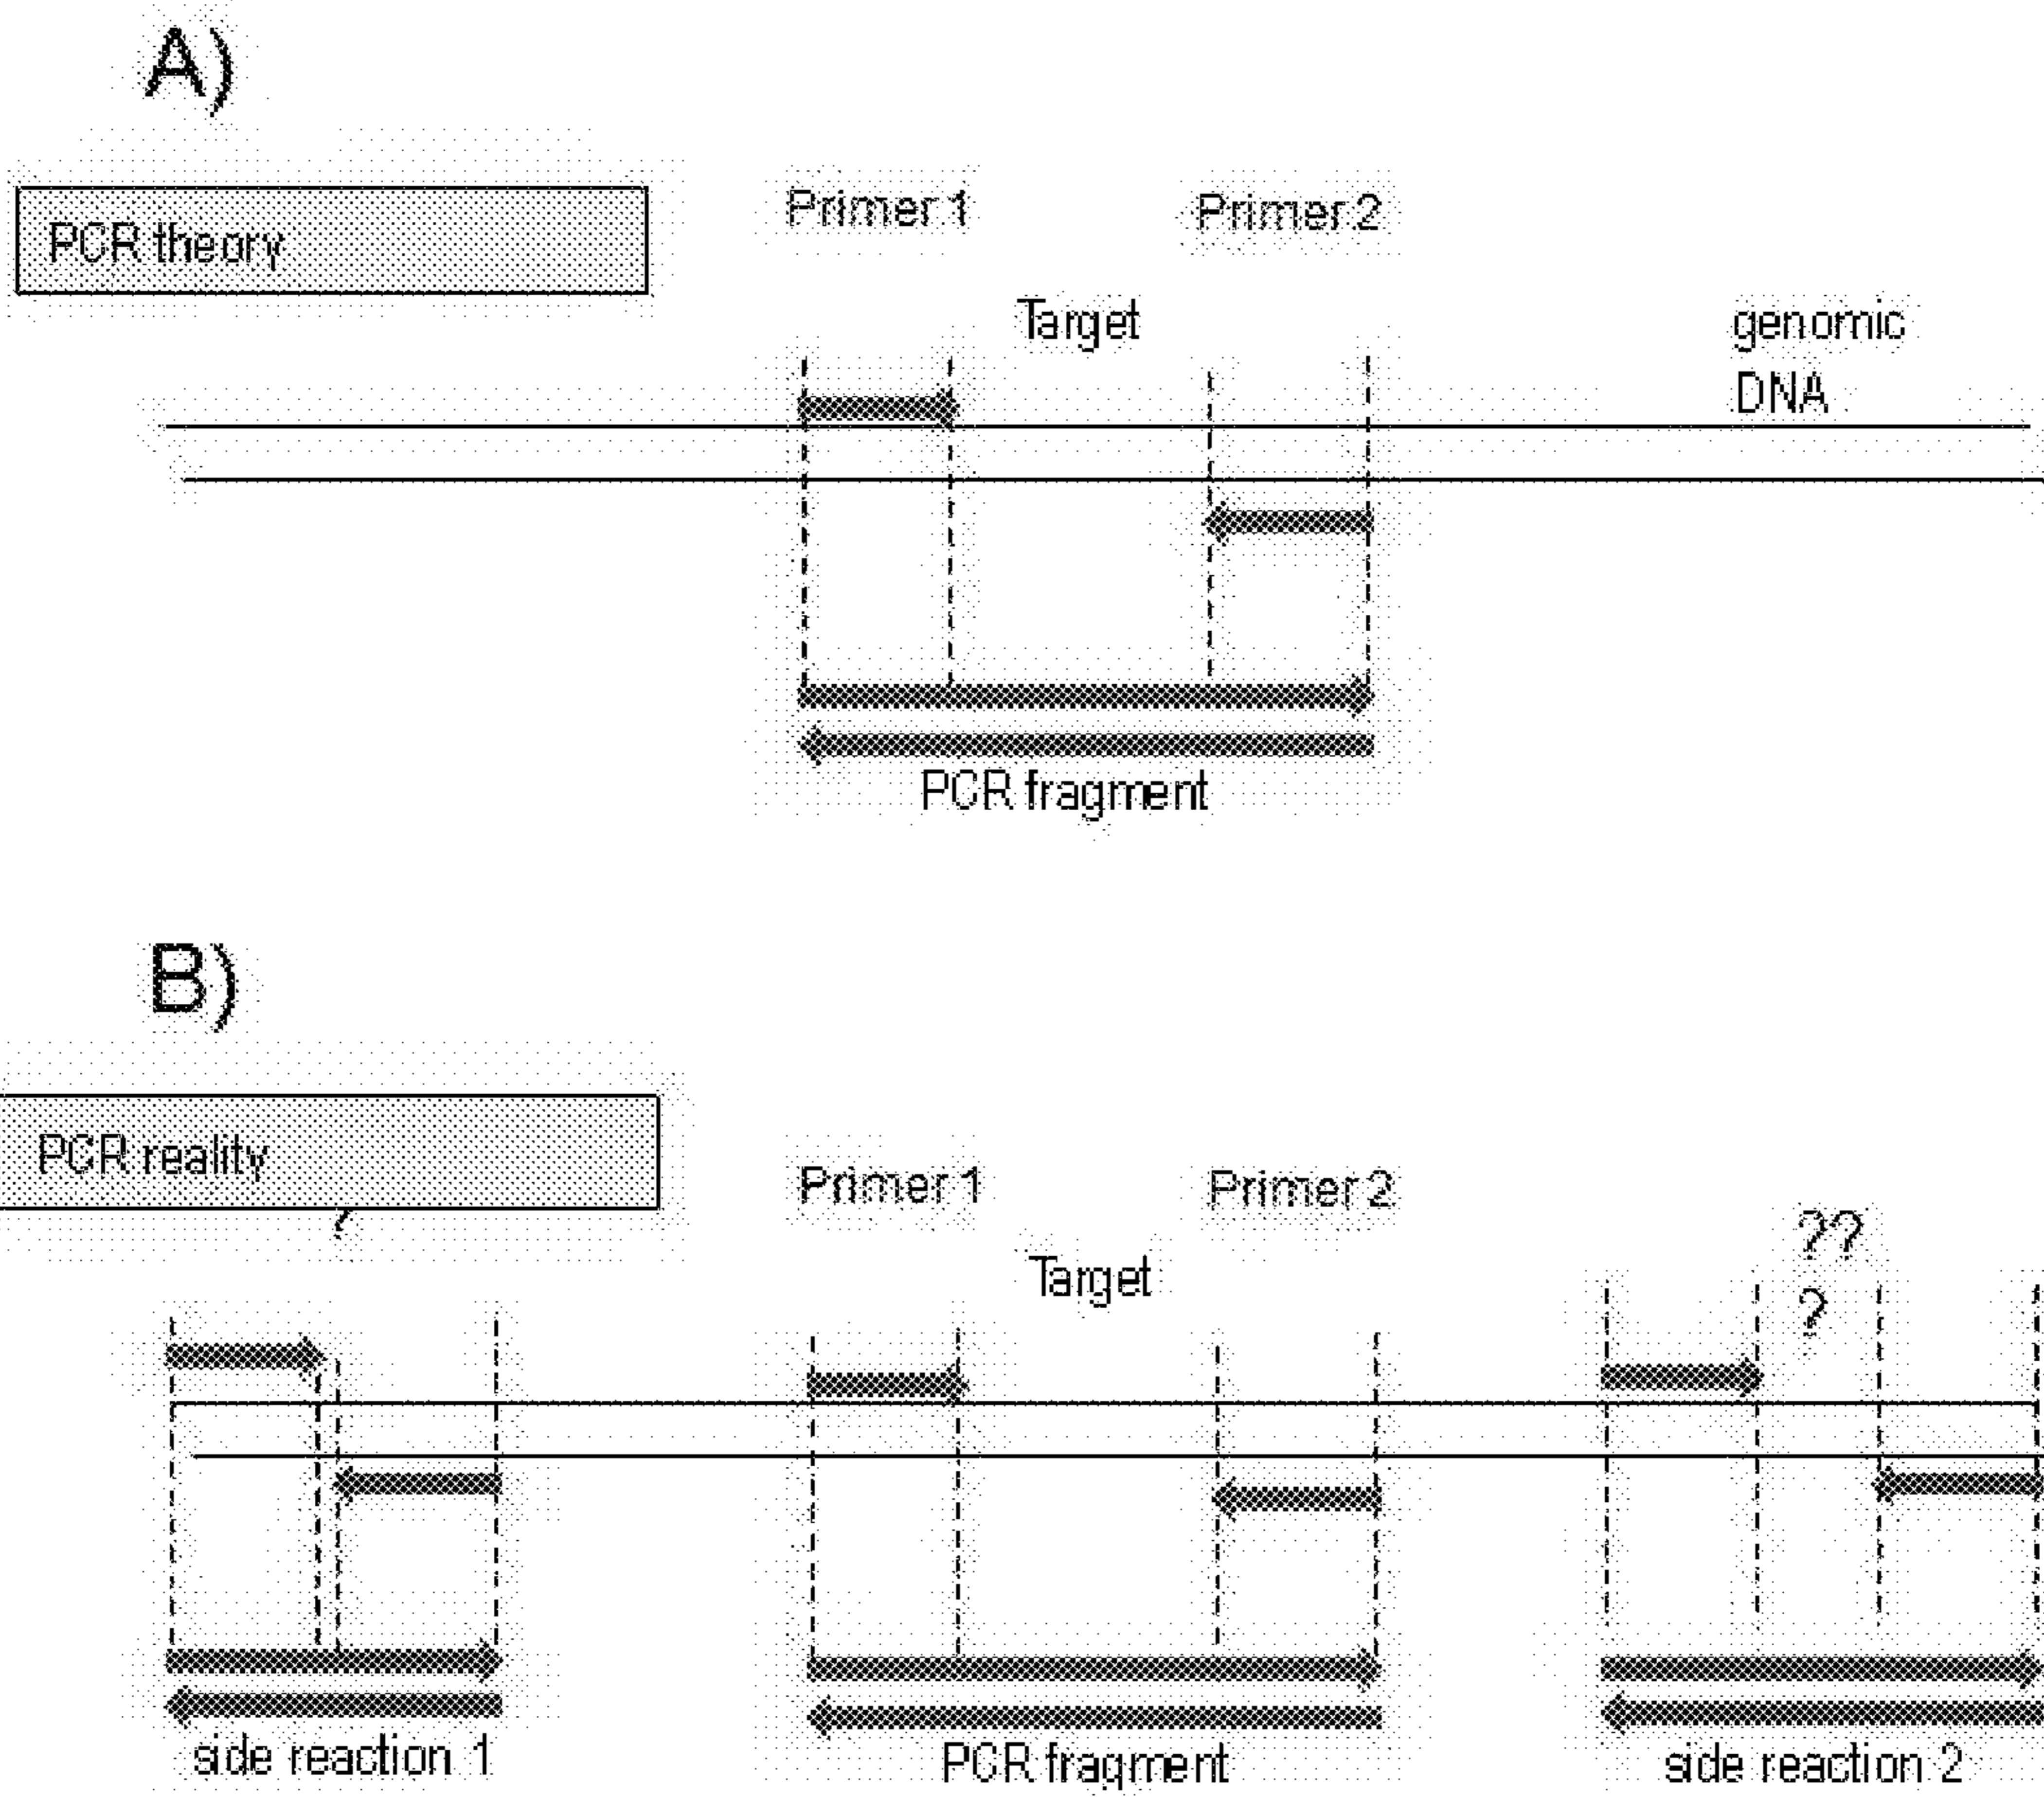 A)
PCR theory
Primer 1
Primer 2
Target
genomic
DNA
PCR fragment
B)
PCR reality
?
Primer 1
Primer 2
Target
??
?
side reaction 1
PCR fragment
side reaction 2